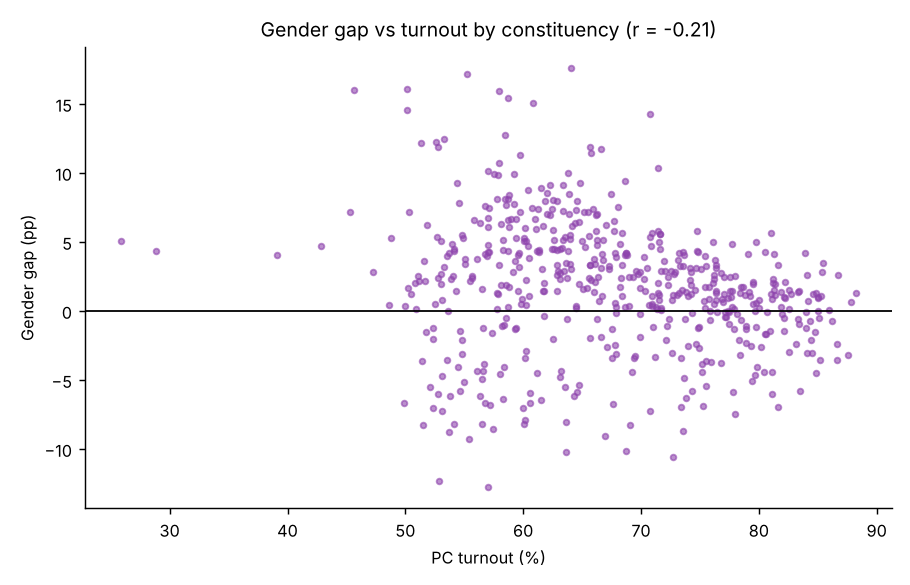 Gender gap vs turnout by constituency (r = -0.21)
Gender gap (pp)
15
10
5
0
−5
−10
30 40 50 60 70 80 90
PC turnout (%)